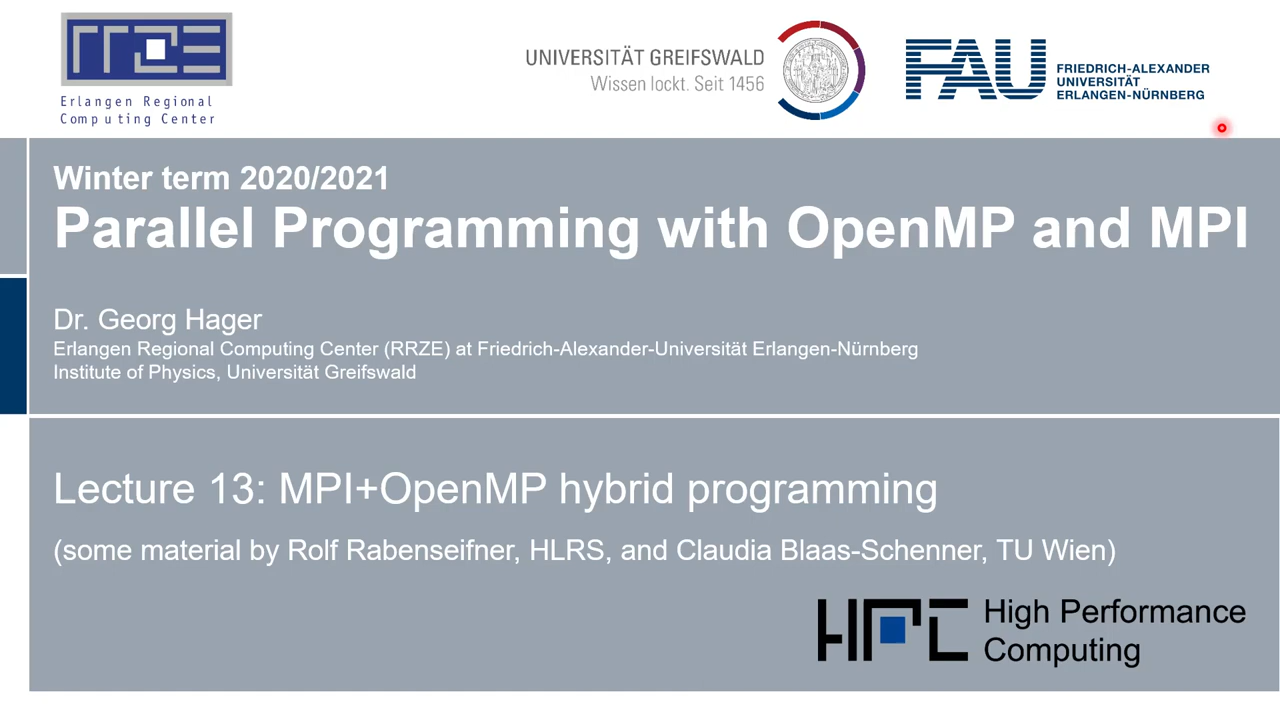 RRZE
Erlangen Regional
Computing Center
UNIVERSITÄT GREIFSWALD
Wissen lockt. Seit 1456
FAU
FRIEDRICH-ALEXANDER
UNIVERSITÄT
ERLANGEN-NÜRNBERG
Winter term 2020/2021
Parallel Programming with OpenMP and MPI
Dr. Georg Hager
Erlangen Regional Computing Center (RRZE) at Friedrich-Alexander-Universität Erlangen-Nürnberg
Institute of Physics, Universität Greifswald
Lecture 13: MPI+OpenMP hybrid programming
(some material by Rolf Rabenseifner, HLRS, and Claudia Blaas-Schenner, TU Wien)
HPC
High Performance
Computing